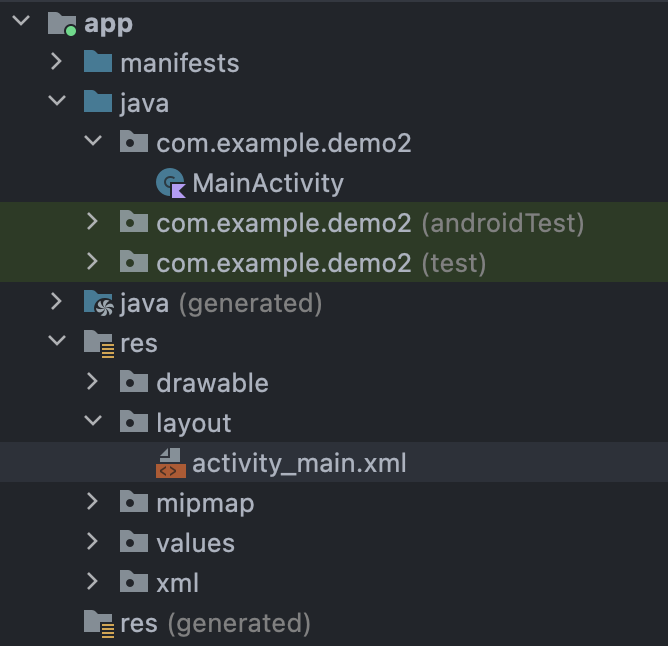 app
manifests
java
com.example.demo2
MainActivity
com.example.demo2 (androidTest)
com.example.demo2 (test)
java (generated)
res
drawable
layout
activity_main.xml
mipmap
values
xml
res (generated)